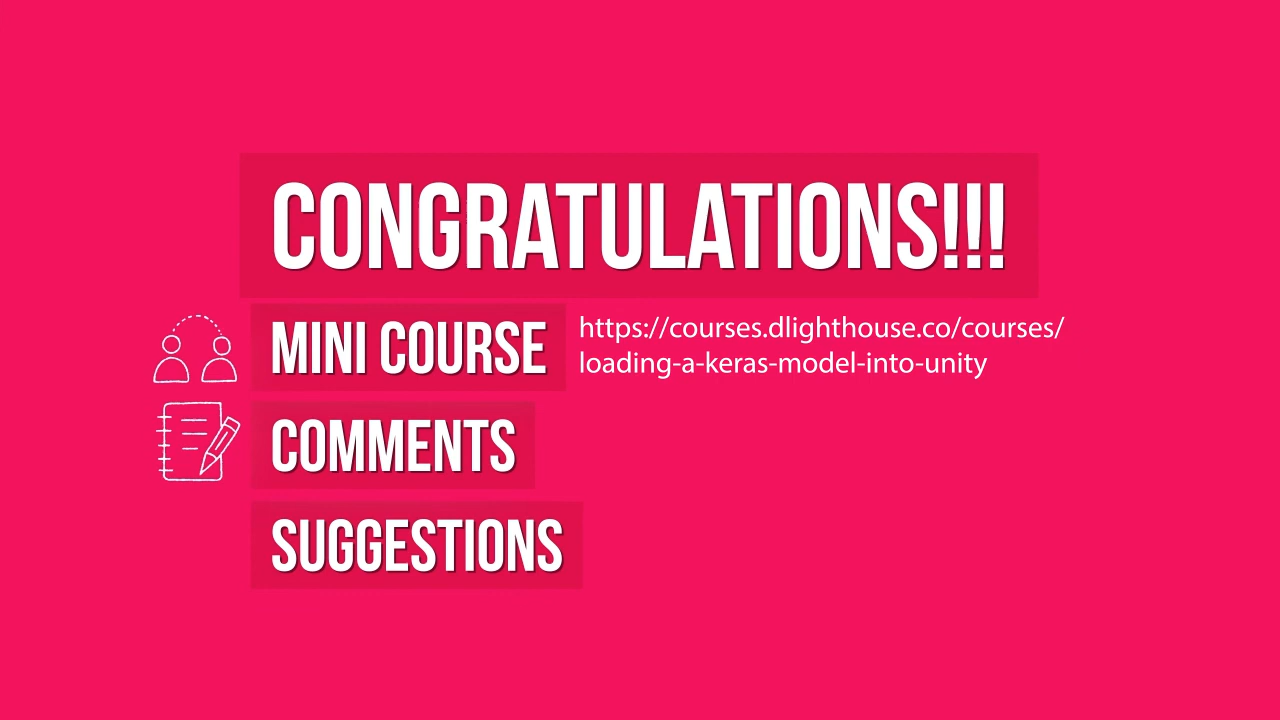 CONGRATULATIONS!!!
MINI COURSE
https://courses.dlighthouse.co/courses/
loading-a-keras-model-into-unity
COMMENTS
SUGGESTIONS